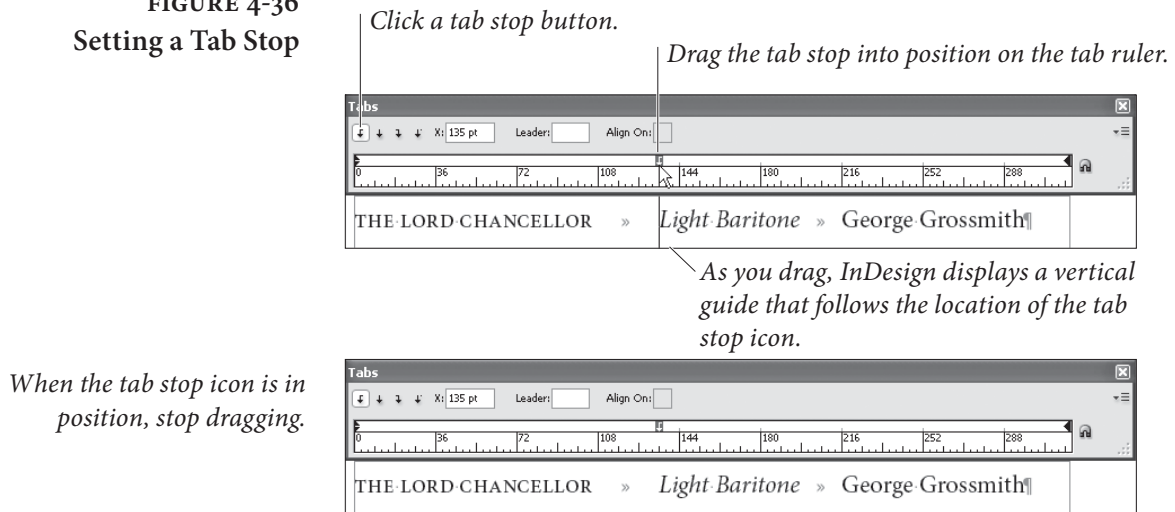 FIGURE 4-36
Setting a Tab Stop
Click a tab stop button.
Drag the tab stop into position on the tab ruler.
Tabs
X: 135 pt Leader: Align On:
0 36 72 108 144 180 216 252 288
THE·LORD·CHANCELLOR » Light·Baritone » George·Grossmith¶
As you drag, InDesign displays a vertical
guide that follows the location of the tab
stop icon.
When the tab stop icon is in
position, stop dragging.
Tabs
X: 135 pt Leader: Align On:
0 36 72 108 144 180 216 252 288
THE·LORD·CHANCELLOR » Light·Baritone » George·Grossmith¶